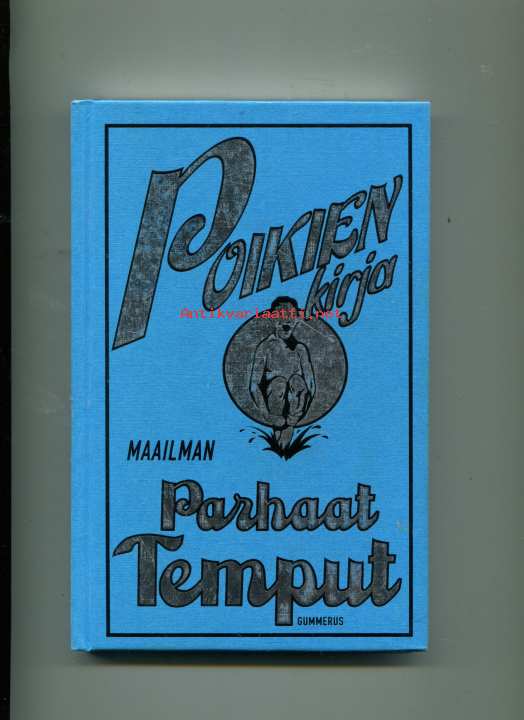 POIKIEN
kirja
Antikvariaatti.net
MAAILMAN
Parhaat
Temput
GUMMERUS